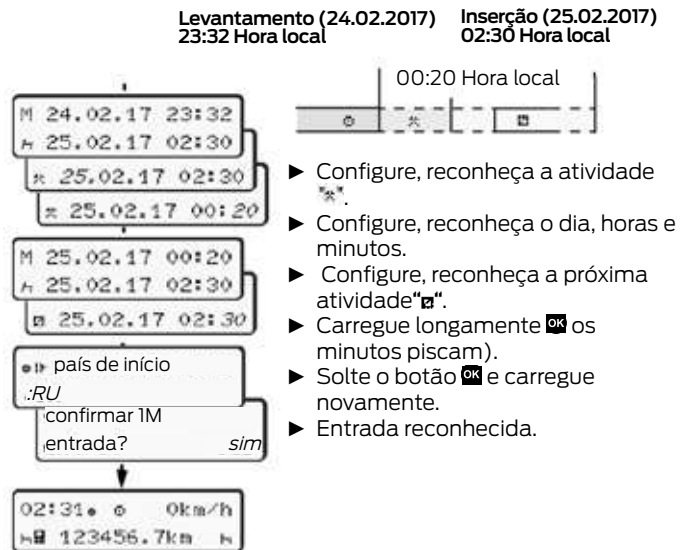 Levantamento (24.02.2017)
23:32 Hora local
Inserção (25.02.2017)
02:30 Hora local
00:20 Hora local
M 24.02.17 23:32
25.02.17 02:30
25.02.17 02:30
25.02.17 00:20
M 25.02.17 00:20
25.02.17 02:30
25.02.17 02:30
país de início
:RU
confirmar 1M
entrada? sim
02:31 0km/h
123456.7km
► Configure, reconheça a atividade
"⚒".
► Configure, reconheça o dia, horas e
minutos.
► Configure, reconheça a próxima
atividade“◪“.
► Carregue longamente OK os
minutos piscam).
► Solte o botão OK e carregue
novamente.
► Entrada reconhecida.